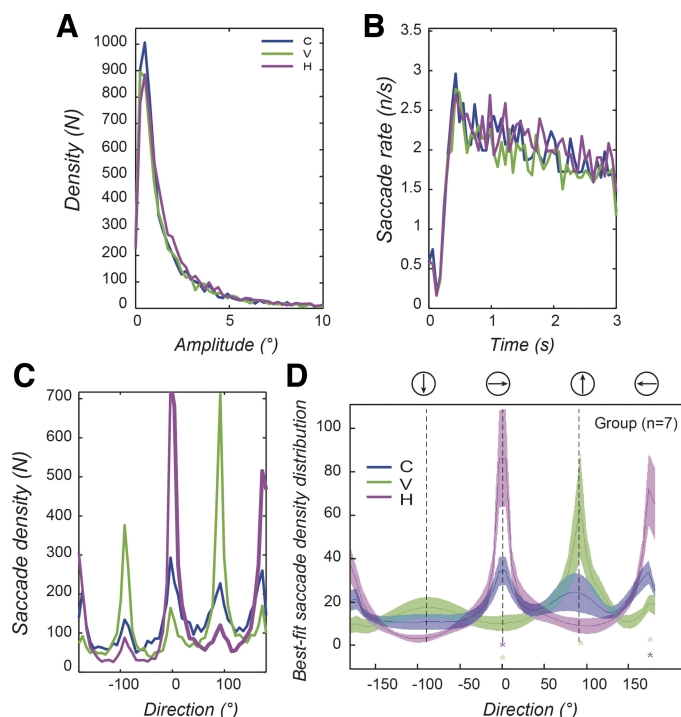 A
Density (N)
1000
900
800
700
600
500
400
300
200
100
0
0
5
10
Amplitude (°)
C
V
H
B
Saccade rate (n/s)
3.5
3
2.5
2
1.5
1
0.5
0
0
1
2
3
Time (s)
C
Saccade density (N)
700
600
500
400
300
200
100
0
-100
0
100
Direction (°)
D
Best-fit saccade density distribution
Group (n=7)
C
V
H
100
80
60
40
20
0
*
*
*
*
*
-150
-100
-50
0
50
100
150
Direction (°)